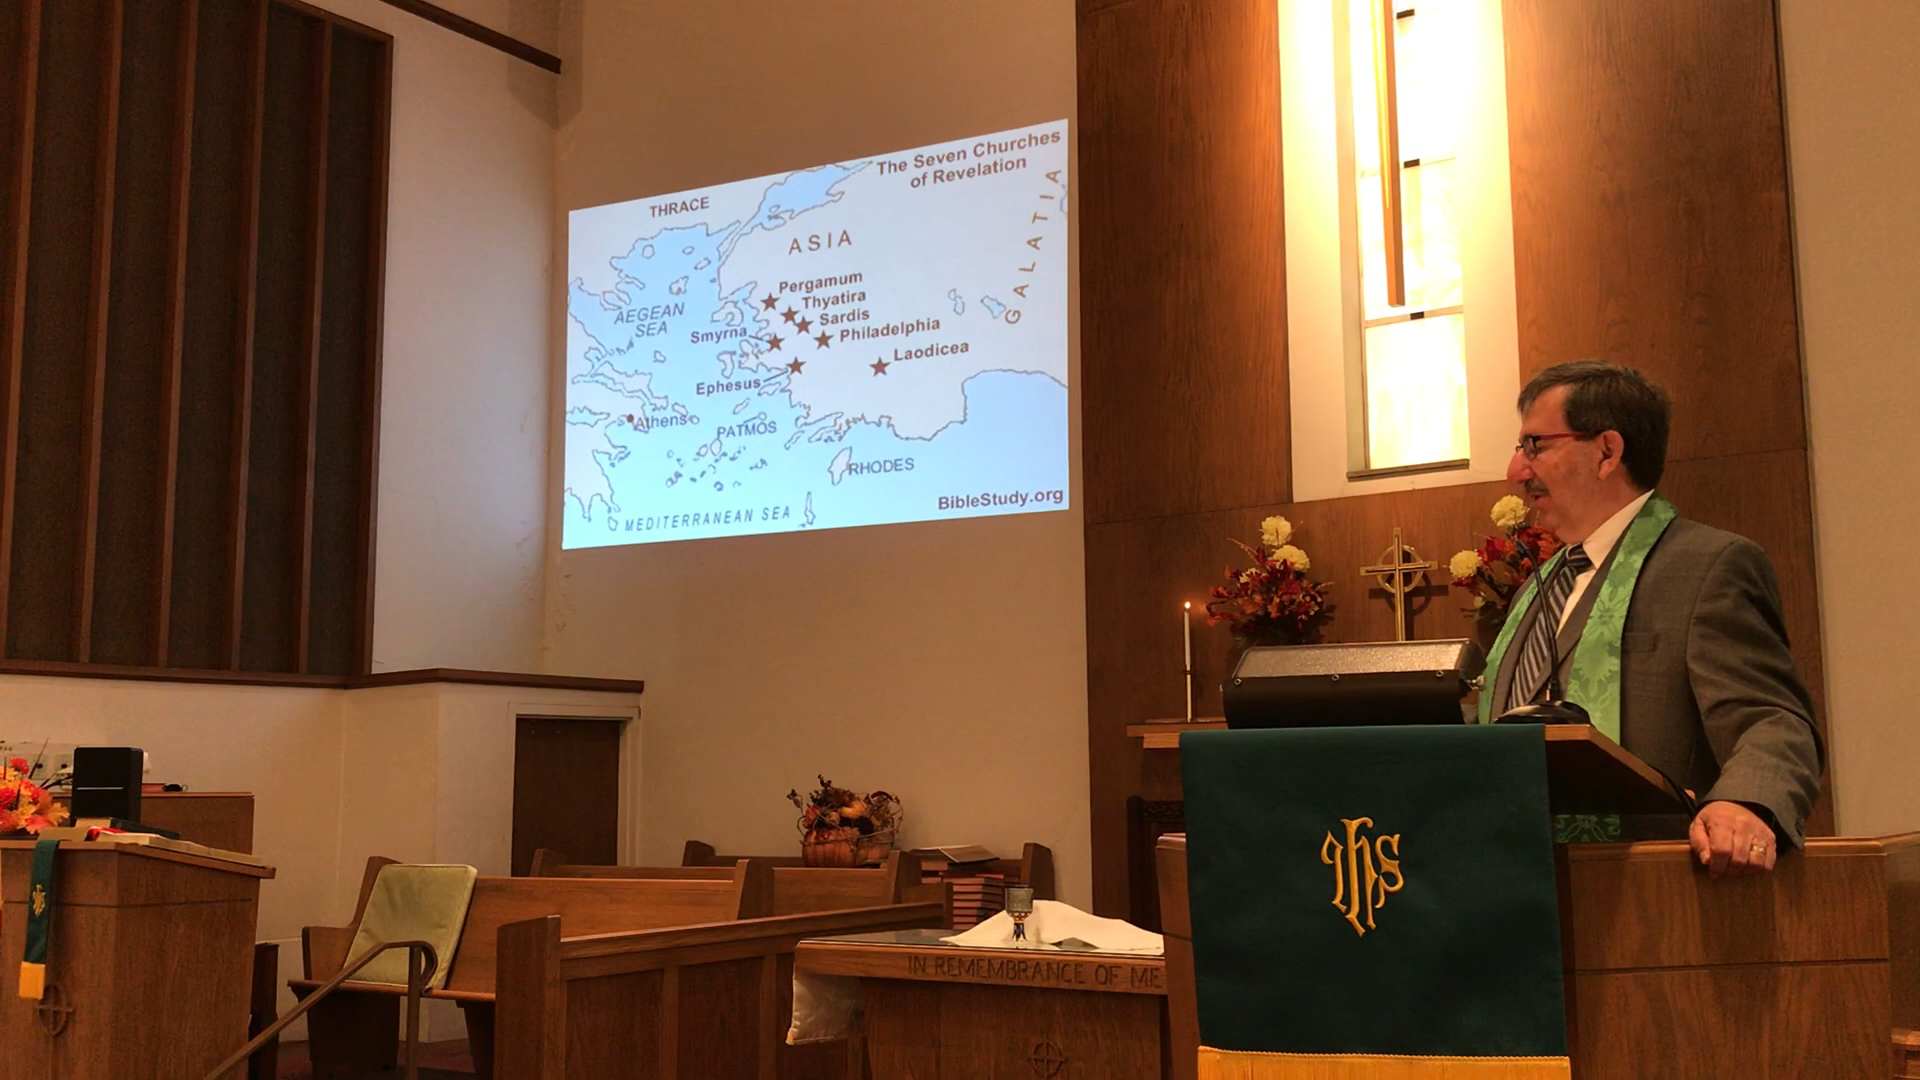 The Seven Churches
of Revelation
THRACE
ASIA
GALATIA
Pergamum
Thyatira
Sardis
Philadelphia
Smyrna
Laodicea
Ephesus
AEGEAN
SEA
Athens
PATMOS
RHODES
MEDITERRANEAN SEA
BibleStudy.org
IN REMEMBRANCE OF ME
IhS